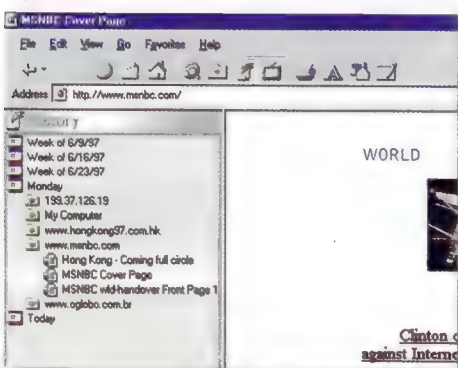 MSNBC Cover Page
File Edit View Go Favorites Help
Address http://www.msnbc.com/
Week of 6/9/97
Week of 6/16/97
Week of 6/23/97
Monday
199.37.126.19
My Computer
www.hongkong97.com.hk
www.msnbc.com
Hong Kong - Coming full circle
MSNBC Cover Page
MSNBC wld-handover Front Page 1
www.oglobo.com.br
Today
WORLD
Clinton
against Interne